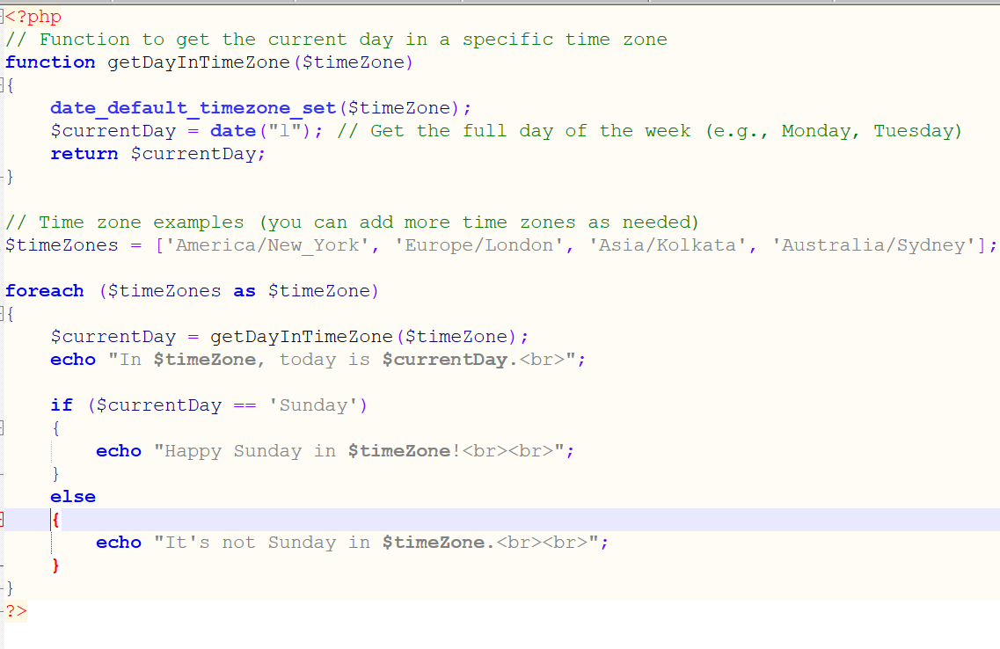 <?php
// Function to get the current day in a specific time zone
function getDayInTimeZone($timeZone)
{
    date_default_timezone_set($timeZone);
    $currentDay = date("l"); // Get the full day of the week (e.g., Monday, Tuesday)
    return $currentDay;
}

// Time zone examples (you can add more time zones as needed)
$timeZones = ['America/New_York', 'Europe/London', 'Asia/Kolkata', 'Australia/Sydney'];

foreach ($timeZones as $timeZone)
{
    $currentDay = getDayInTimeZone($timeZone);
    echo "In $timeZone, today is $currentDay.<br>";

    if ($currentDay == 'Sunday')
    {
        echo "Happy Sunday in $timeZone!<br><br>";
    }
    else
    {
        echo "It's not Sunday in $timeZone.<br><br>";
    }
}
?>